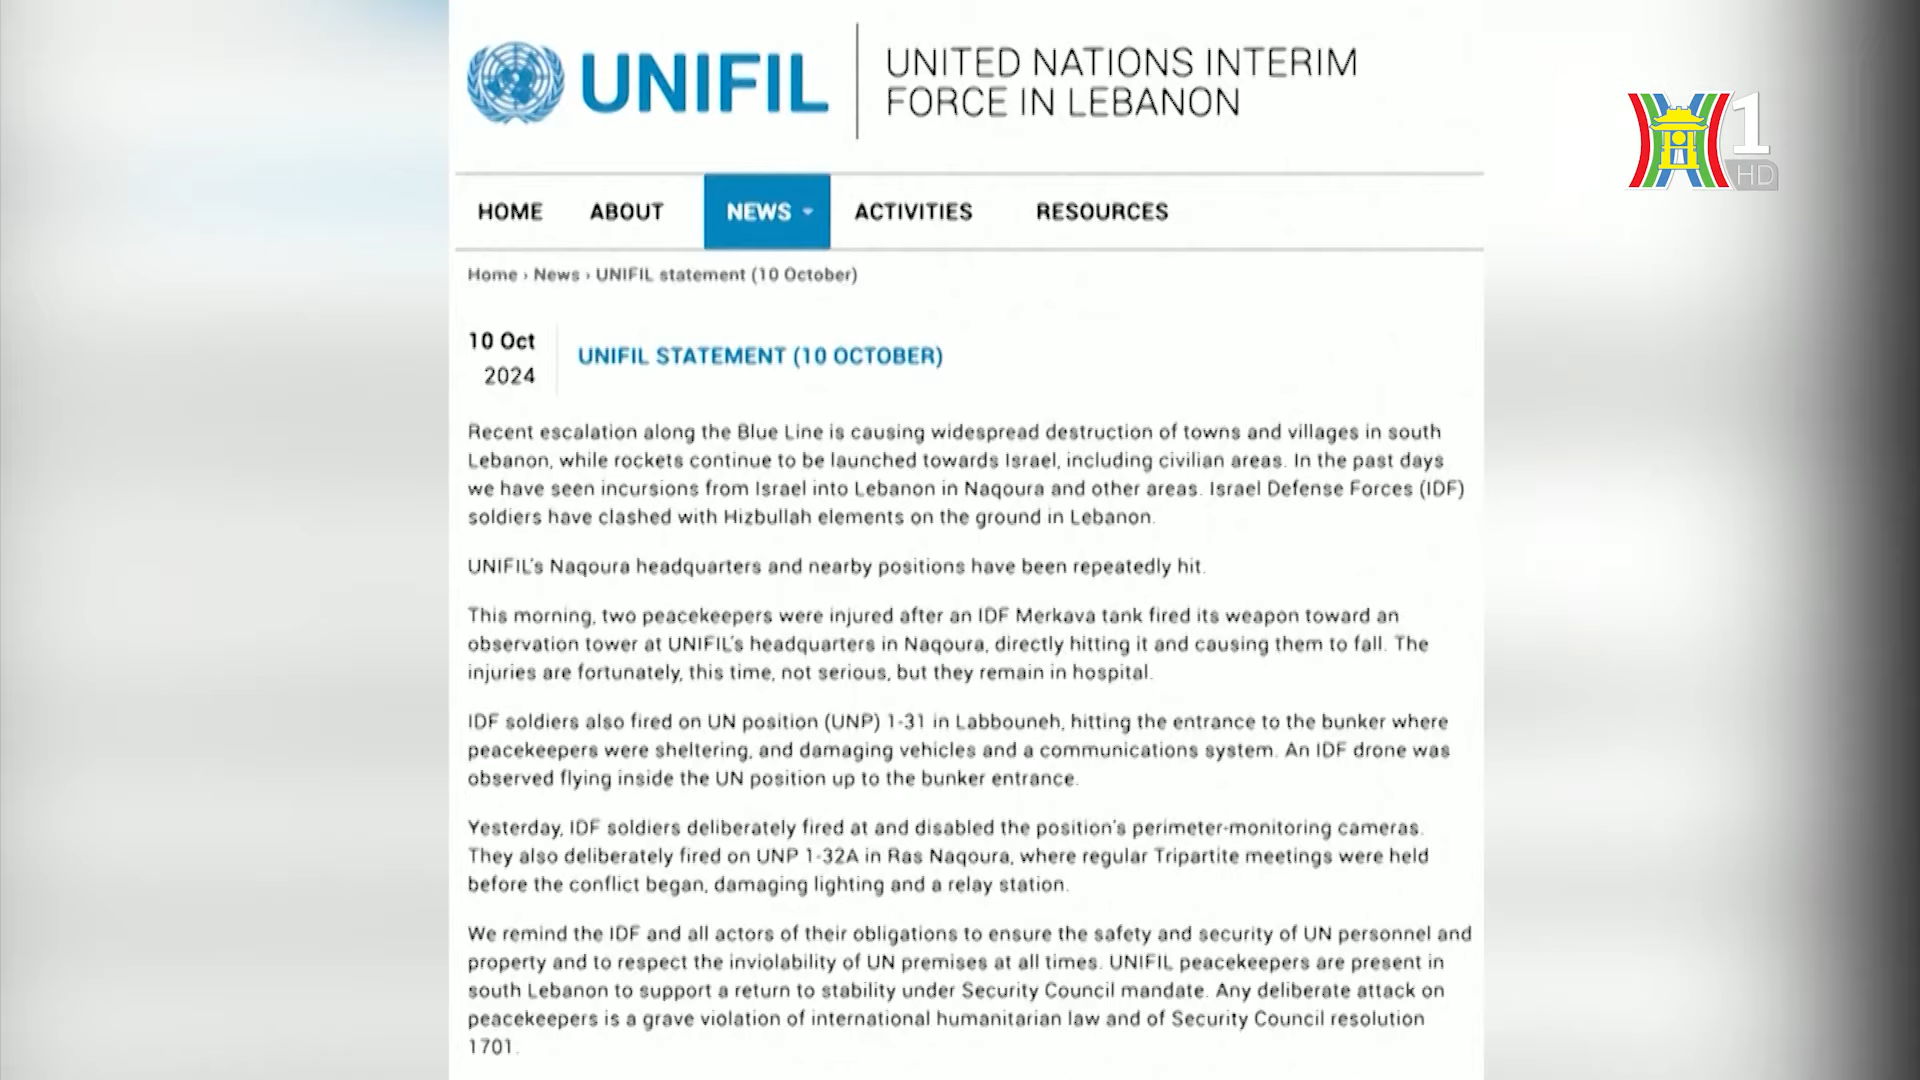 UNIFIL
UNITED NATIONS INTERIM
FORCE IN LEBANON
1
HD
HOME
ABOUT
NEWS
ACTIVITIES
RESOURCES
Home › News › UNIFIL statement (10 October)
10 Oct
2024
UNIFIL STATEMENT (10 OCTOBER)
Recent escalation along the Blue Line is causing widespread destruction of towns and villages in south
Lebanon, while rockets continue to be launched towards Israel, including civilian areas. In the past days
we have seen incursions from Israel into Lebanon in Naqoura and other areas. Israel Defense Forces (IDF)
soldiers have clashed with Hizbullah elements on the ground in Lebanon.
UNIFIL's Naqoura headquarters and nearby positions have been repeatedly hit.
This morning, two peacekeepers were injured after an IDF Merkava tank fired its weapon toward an
observation tower at UNIFIL's headquarters in Naqoura, directly hitting it and causing them to fall. The
injuries are fortunately, this time, not serious, but they remain in hospital.
IDF soldiers also fired on UN position (UNP) 1-31 in Labbouneh, hitting the entrance to the bunker where
peacekeepers were sheltering, and damaging vehicles and a communications system. An IDF drone was
observed flying inside the UN position up to the bunker entrance.
Yesterday, IDF soldiers deliberately fired at and disabled the position's perimeter-monitoring cameras.
They also deliberately fired on UNP 1-32A in Ras Naqoura, where regular Tripartite meetings were held
before the conflict began, damaging lighting and a relay station.
We remind the IDF and all actors of their obligations to ensure the safety and security of UN personnel and
property and to respect the inviolability of UN premises at all times. UNIFIL peacekeepers are present in
south Lebanon to support a return to stability under Security Council mandate. Any deliberate attack on
peacekeepers is a grave violation of international humanitarian law and of Security Council resolution
1701.